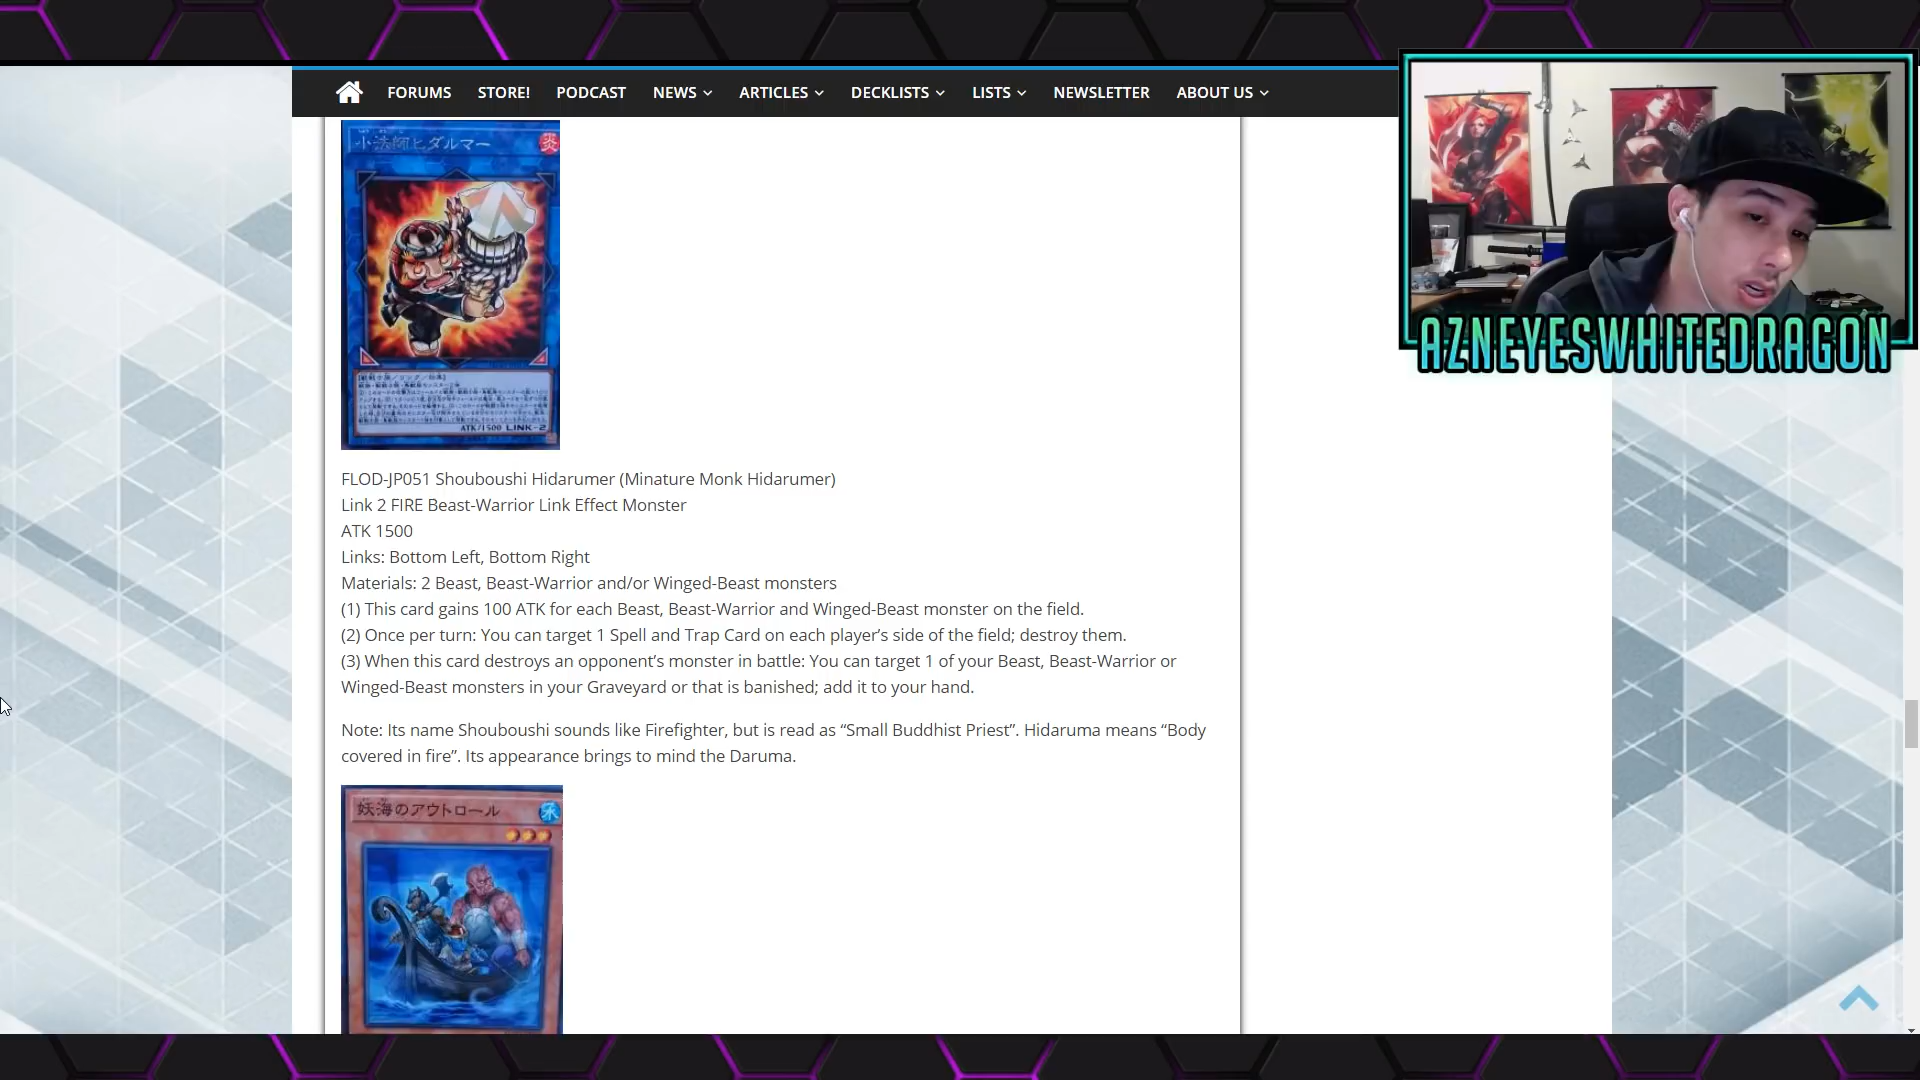 FORUMS STORE! PODCAST NEWS ARTICLES DECKLISTS LISTS NEWSLETTER ABOUT US
小法師ヒダルマー 炎
ATK/1500 LINK-2
AZNEYESWHITEDRAGON
FLOD-JP051 Shouboushi Hidarumer (Minature Monk Hidarumer)
Link 2 FIRE Beast-Warrior Link Effect Monster
ATK 1500
Links: Bottom Left, Bottom Right
Materials: 2 Beast, Beast-Warrior and/or Winged-Beast monsters
(1) This card gains 100 ATK for each Beast, Beast-Warrior and Winged-Beast monster on the field.
(2) Once per turn: You can target 1 Spell and Trap Card on each player’s side of the field; destroy them.
(3) When this card destroys an opponent’s monster in battle: You can target 1 of your Beast, Beast-Warrior or
Winged-Beast monsters in your Graveyard or that is banished; add it to your hand.
Note: Its name Shouboushi sounds like Firefighter, but is read as “Small Buddhist Priest”. Hidaruma means “Body
covered in fire”. Its appearance brings to mind the Daruma.
妖海のアウトロール 水